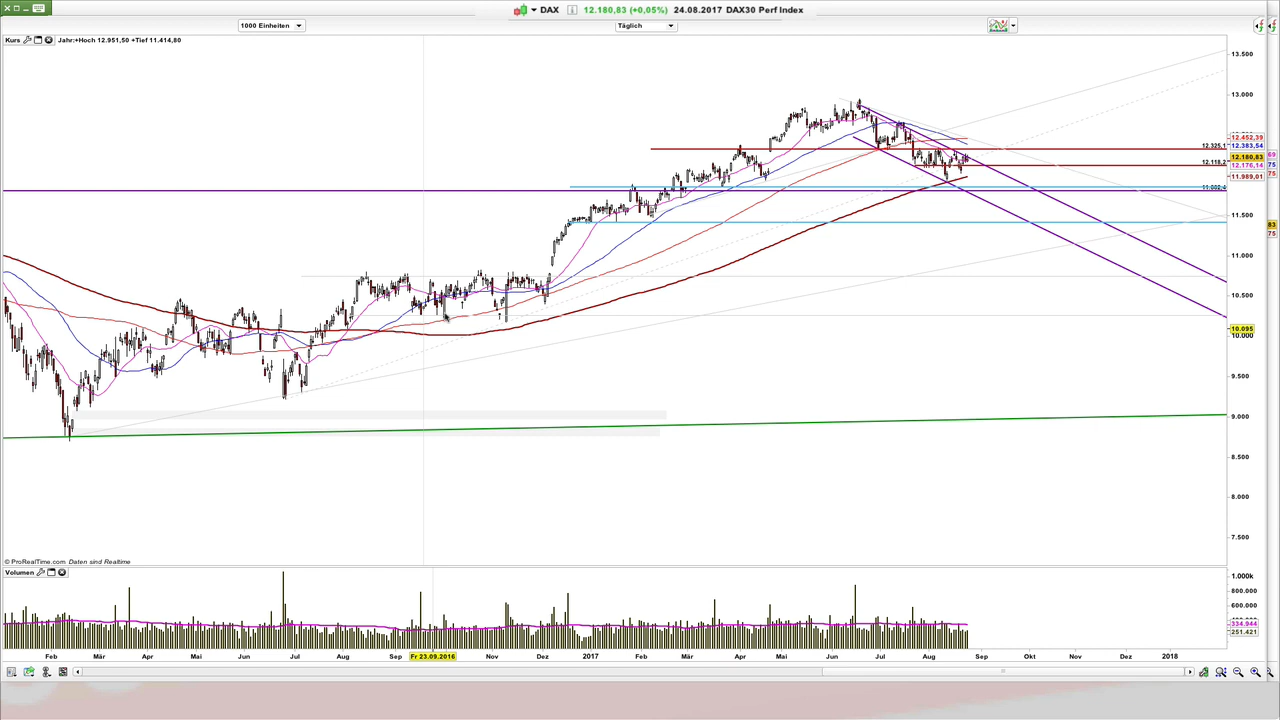 DAX 12.180,83 (+0,05%) 24.08.2017 DAX30 Perf Index
1000 Einheiten Täglich
Kurs Jahr:+Hoch 12.951,50 +Tief 11.414,80
13.500
13.000
12.452,39
12.325,1 12.383,54
12.180,83 69
12.118,2 12.176,14 75
11.989,01 75
11.500
83
75
11.000
10.500
10.095
10.000
9.500
9.000
8.500
8.000
7.500
© ProRealTime.com Daten sind Realtime
Volumen
1.000k
800.000
600.000
334.944
251.421
Feb Mär Apr Mai Jun Jul Aug Sep Fr 23.09.2016 Nov Dez 2017 Feb Mär Apr Mai Jun Jul Aug Sep Okt Nov Dez 2018